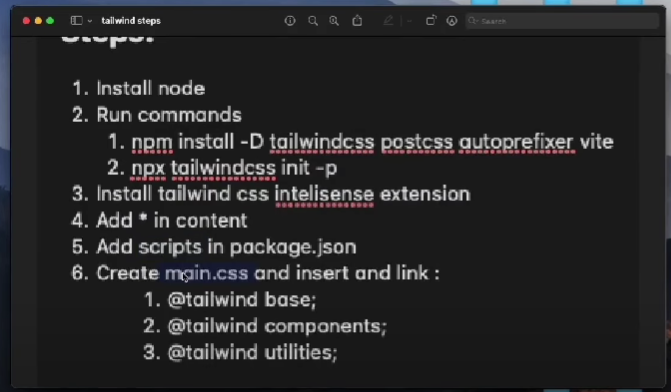 tailwind steps
Search
Steps:
1. Install node
2. Run commands
1. npm install -D tailwindcss postcss autoprefixer vite
2. npx tailwindcss init -p
3. Install tailwind css intelisense extension
4. Add * in content
5. Add scripts in package.json
6. Create main.css and insert and link :
1. @tailwind base;
2. @tailwind components;
3. @tailwind utilities;